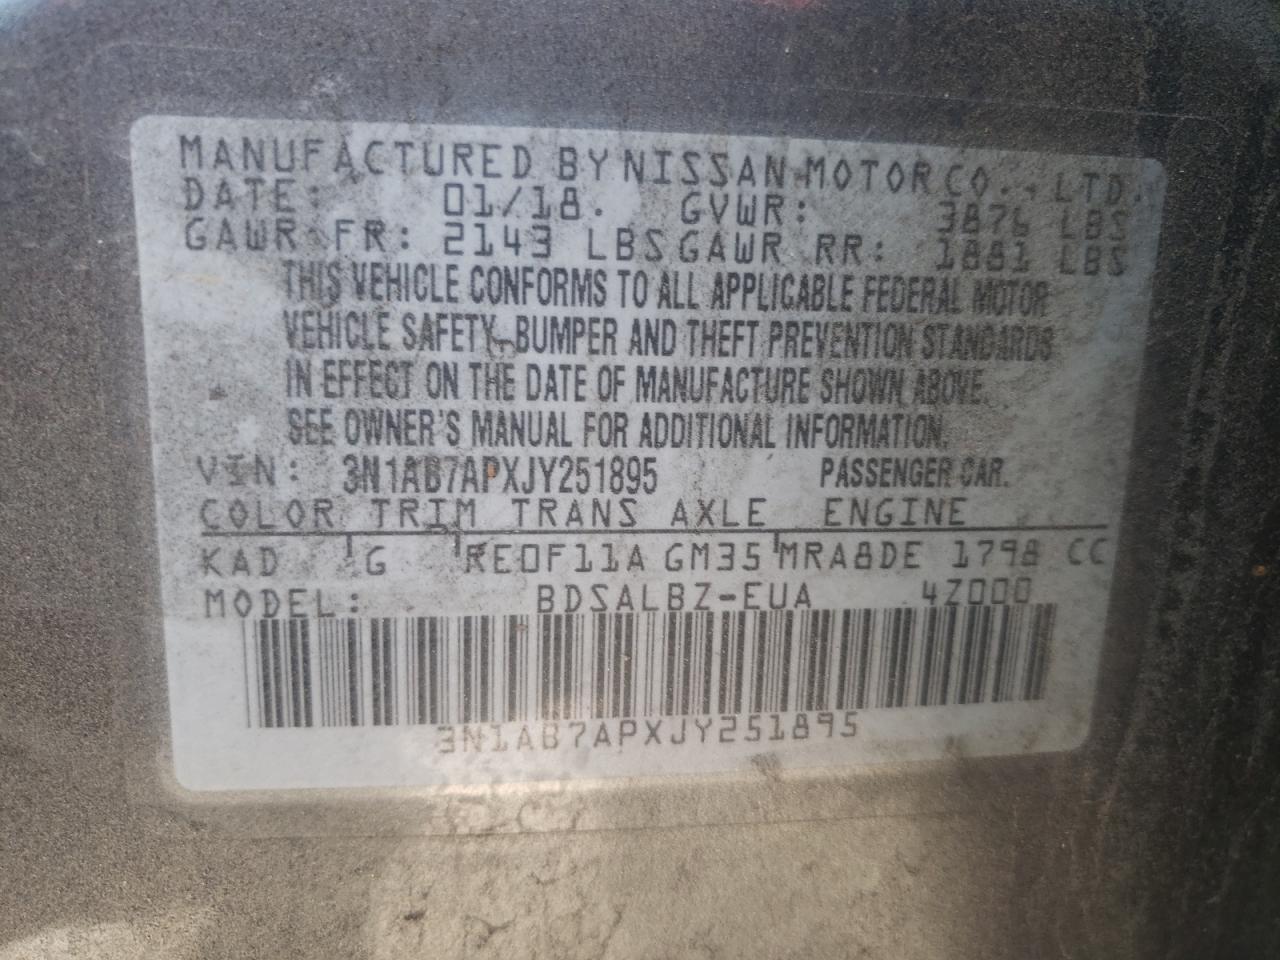 MANUFACTURED BY NISSAN MOTOR CO., LTD.
DATE: 01/18. GVWR: 3876 LBS
GAWR FR: 2143 LBS GAWR RR: 1881 LBS
THIS VEHICLE CONFORMS TO ALL APPLICABLE FEDERAL MOTOR
VEHICLE SAFETY, BUMPER AND THEFT PREVENTION STANDARDS
IN EFFECT ON THE DATE OF MANUFACTURE SHOWN ABOVE.
SEE OWNER'S MANUAL FOR ADDITIONAL INFORMATION.
VIN: 3N1AB7APXJY251895 PASSENGER CAR.
COLOR TRIM TRANS AXLE ENGINE
KAD G RE0F11A GM35 MRA8DE 1798 CC
MODEL: BDSALBZ-EUA 4Z000
3N1AB7APXJY251895